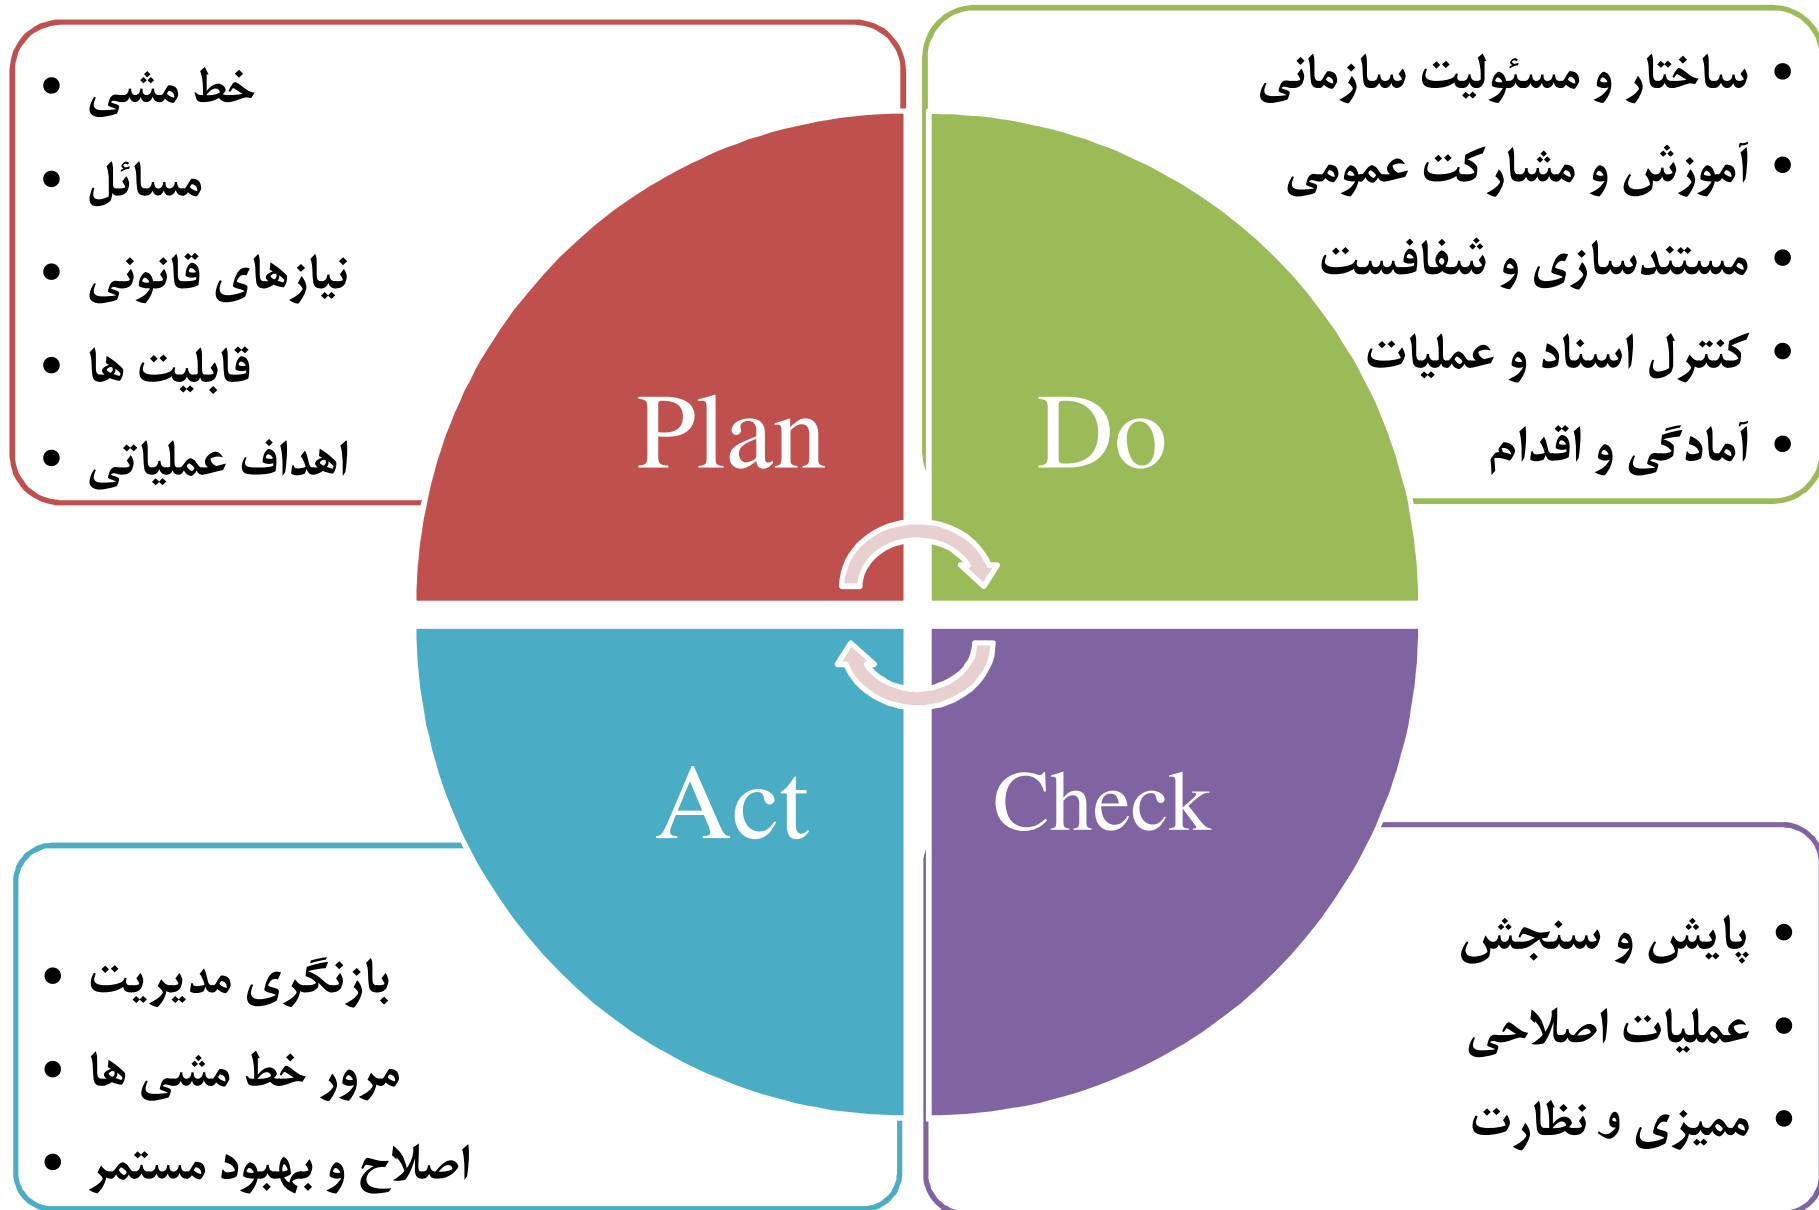 • خط مشی
• مسائل
• نیازهای قانونی
• قابلیت ها
• اهداف عملیاتی
Plan
• ساختار و مسئولیت سازمانی
• آموزش و مشارکت عمومی
• مستندسازی و شفافست
• کنترل اسناد و عملیات
• آمادگی و اقدام
Do
Check
• پایش و سنجش
• عملیات اصلاحی
• ممیزی و نظارت
Act
• بازنگری مدیریت
• مرور خط مشی ها
• اصلاح و بهبود مستمر